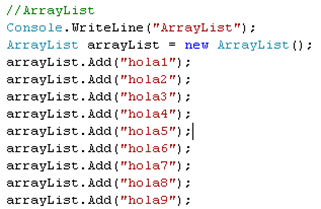 //ArrayList
Console.WriteLine("ArrayList");
ArrayList arrayList = new ArrayList();
arrayList.Add("hola1");
arrayList.Add("hola2");
arrayList.Add("hola3");
arrayList.Add("hola4");
arrayList.Add("hola5");
arrayList.Add("hola6");
arrayList.Add("hola7");
arrayList.Add("hola8");
arrayList.Add("hola9");